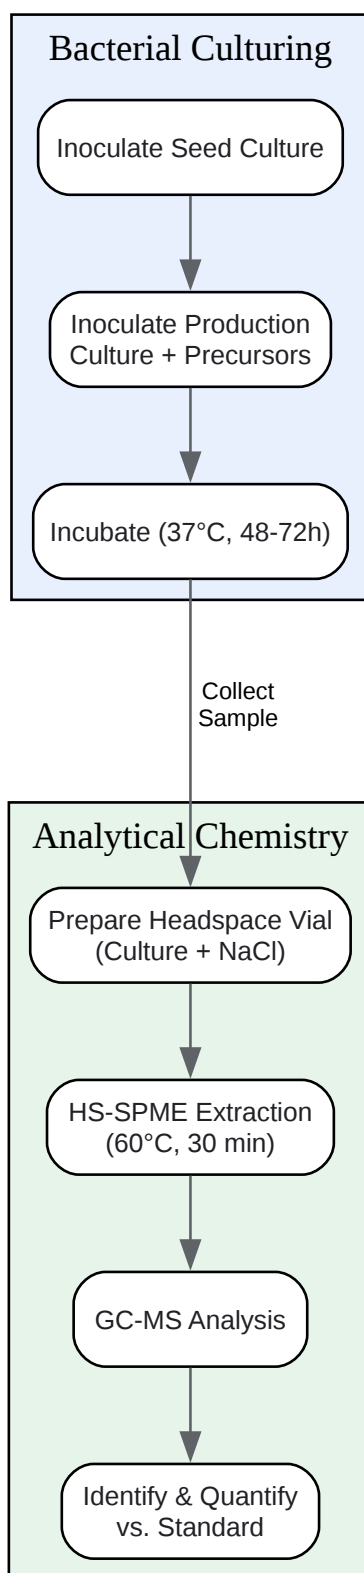 Bacterial Culturing
Inoculate Seed Culture
Inoculate Production
Culture + Precursors
Incubate (37°C, 48-72h)
Collect
Sample
Analytical Chemistry
Prepare Headspace Vial
(Culture + NaCl)
HS-SPME Extraction
(60°C, 30 min)
GC-MS Analysis
Identify & Quantify
vs. Standard